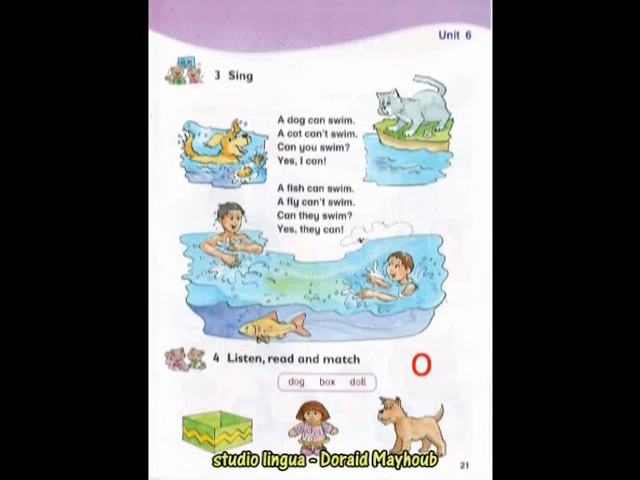 Unit 6
3 Sing
A dog can swim.
A cat can't swim.
Can you swim?
Yes, I can!
A fish can swim.
A fly can't swim.
Can they swim?
Yes, they can!
4 Listen, read and match
O
dog box doll
studio lingua - Doraid Mayhoub
21